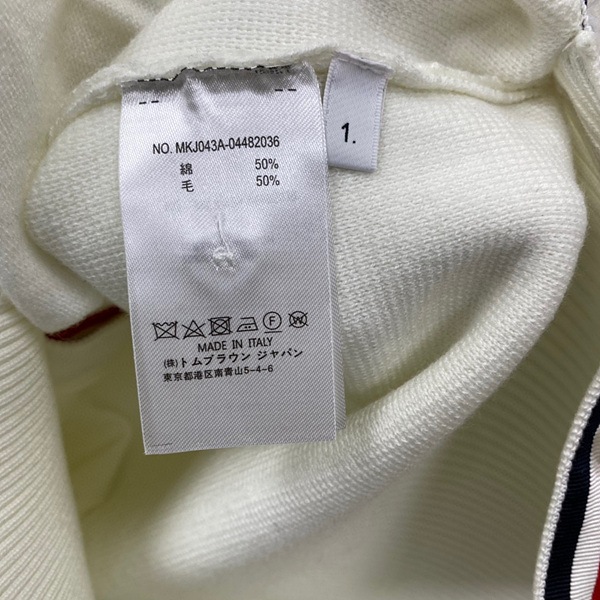 NO. MKJ043A-04482036
綿 50%
毛 50%
1.
F
W
MADE IN ITALY
(株)トムブラウン ジャパン
東京都港区南青山5-4-6